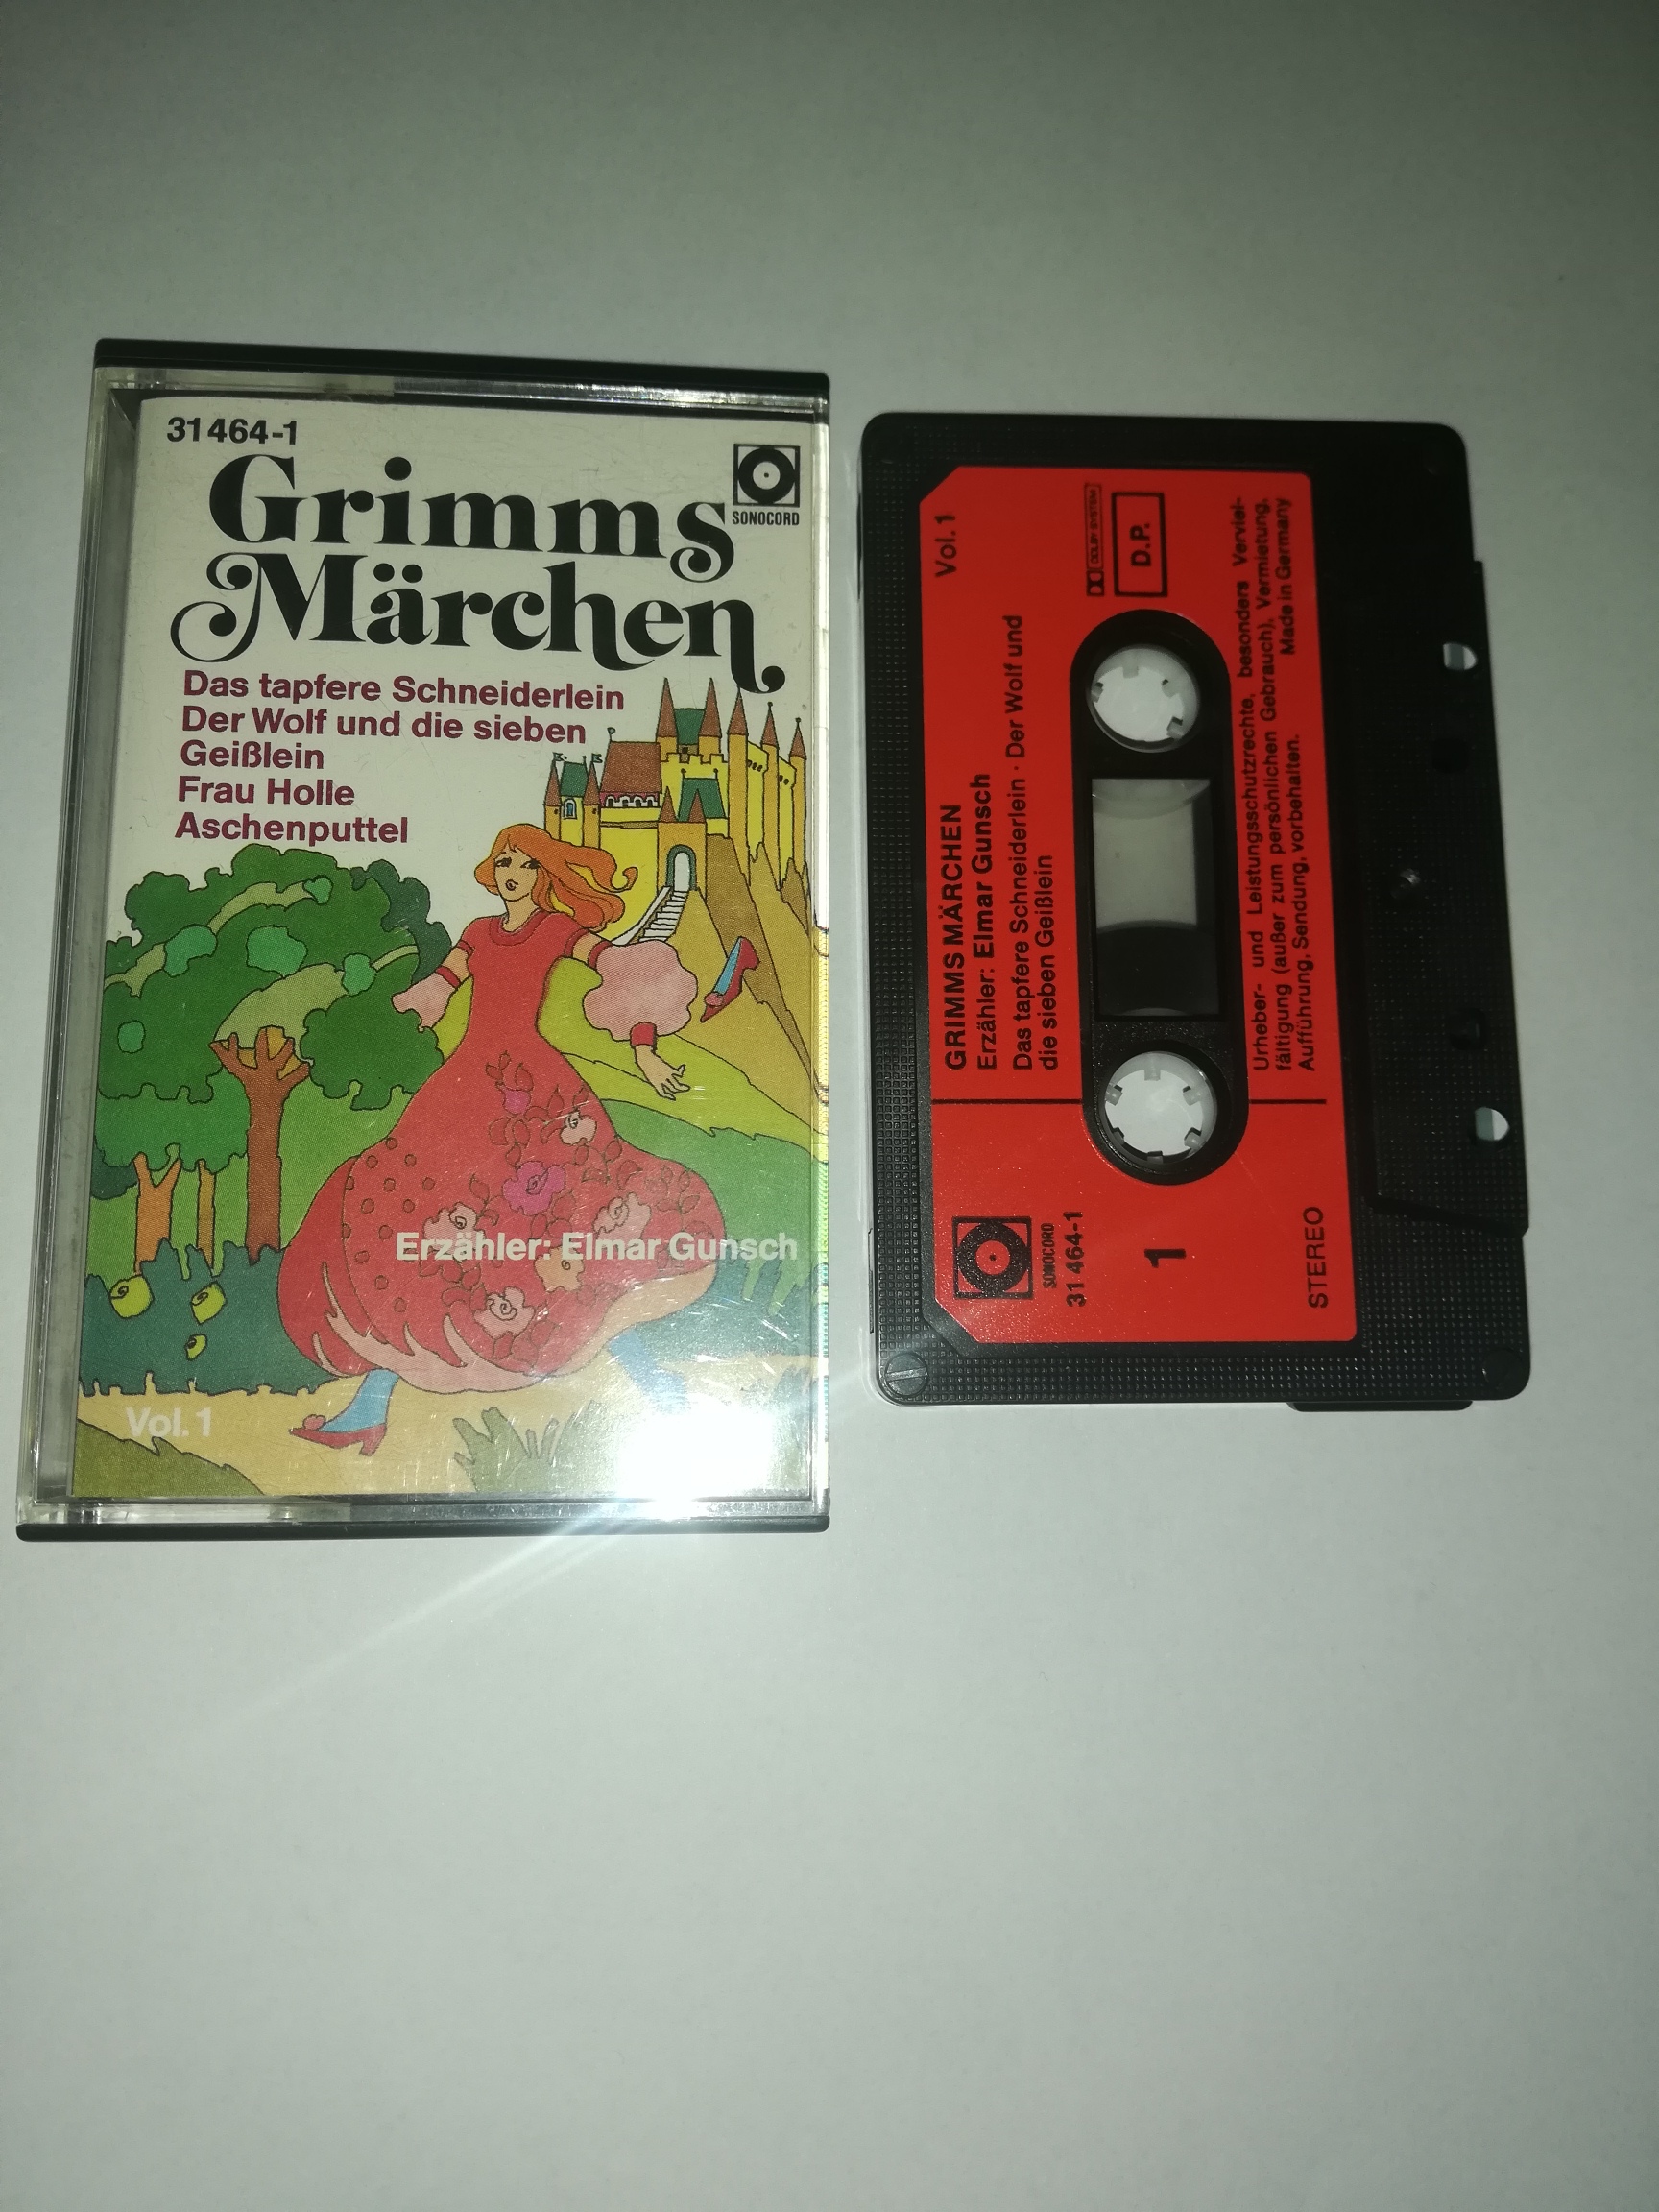 31464-1
Grimms
Märchen
SONOCORD
Das tapfere Schneiderlein
Der Wolf und die sieben
Geißlein
Frau Holle
Aschenputtel
Erzähler: Elmar Gunsch
Vol. 1
GRIMMS MÄRCHEN
Vol. 1
Erzähler: Elmar Gunsch
Das tapfere Schneiderlein · Der Wolf und
die sieben Geißlein
SONOCORD
31 464-1
1
DOLBY SYSTEM
D.P.
Urheber- und Leistungsschutzrechte, besonders Verviel-
fältigung (außer zum persönlichen Gebrauch), Vermietung,
Aufführung, Sendung, vorbehalten.
Made in Germany
STEREO